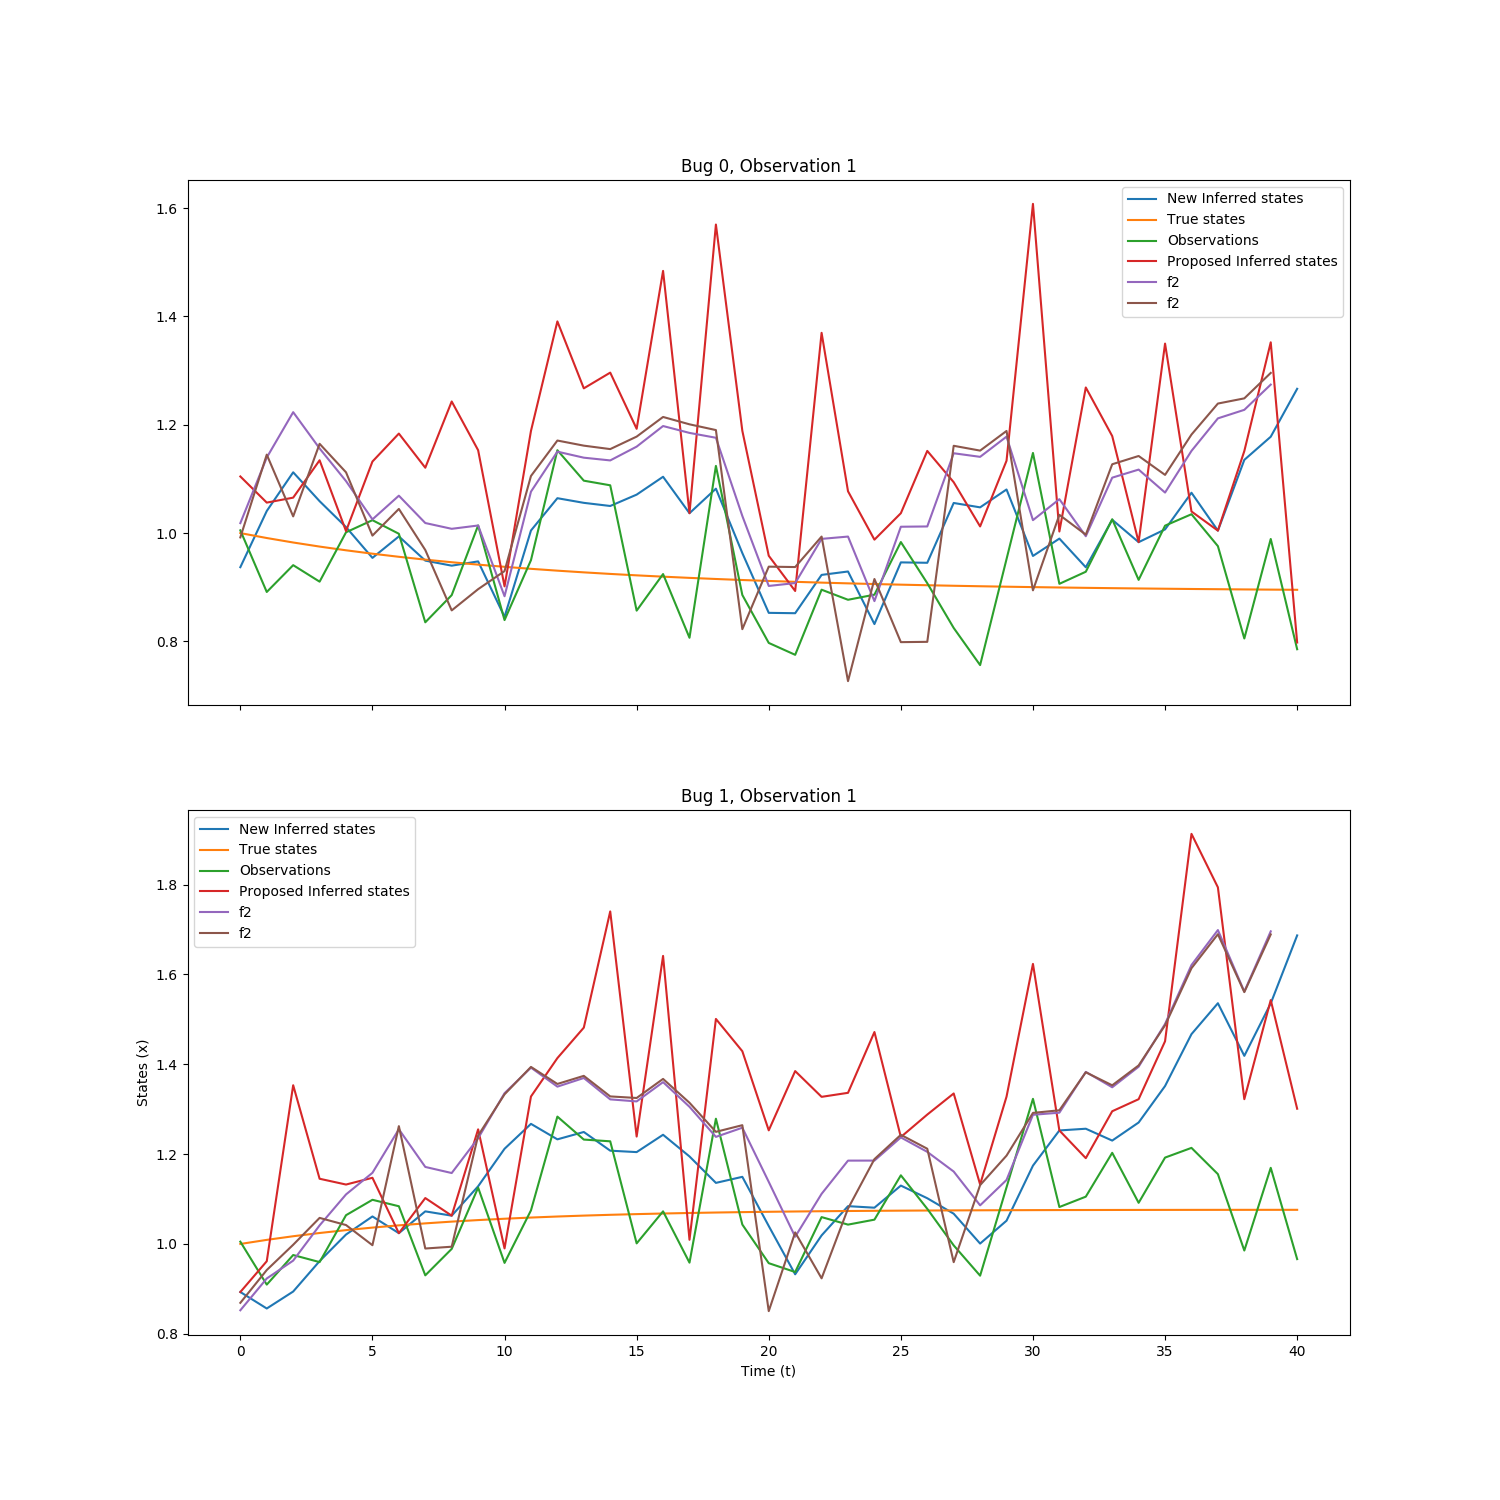 Bug 0, Observation 1
1.6
1.4
1.2
1.0
0.8
New Inferred states
True states
Observations
Proposed Inferred states
f2
f2
Bug 1, Observation 1
New Inferred states
True states
Observations
Proposed Inferred states
f2
f2
States (x)
1.8
1.6
1.4
1.2
1.0
0.8
0 5 10 15 20 25 30 35 40
Time (t)